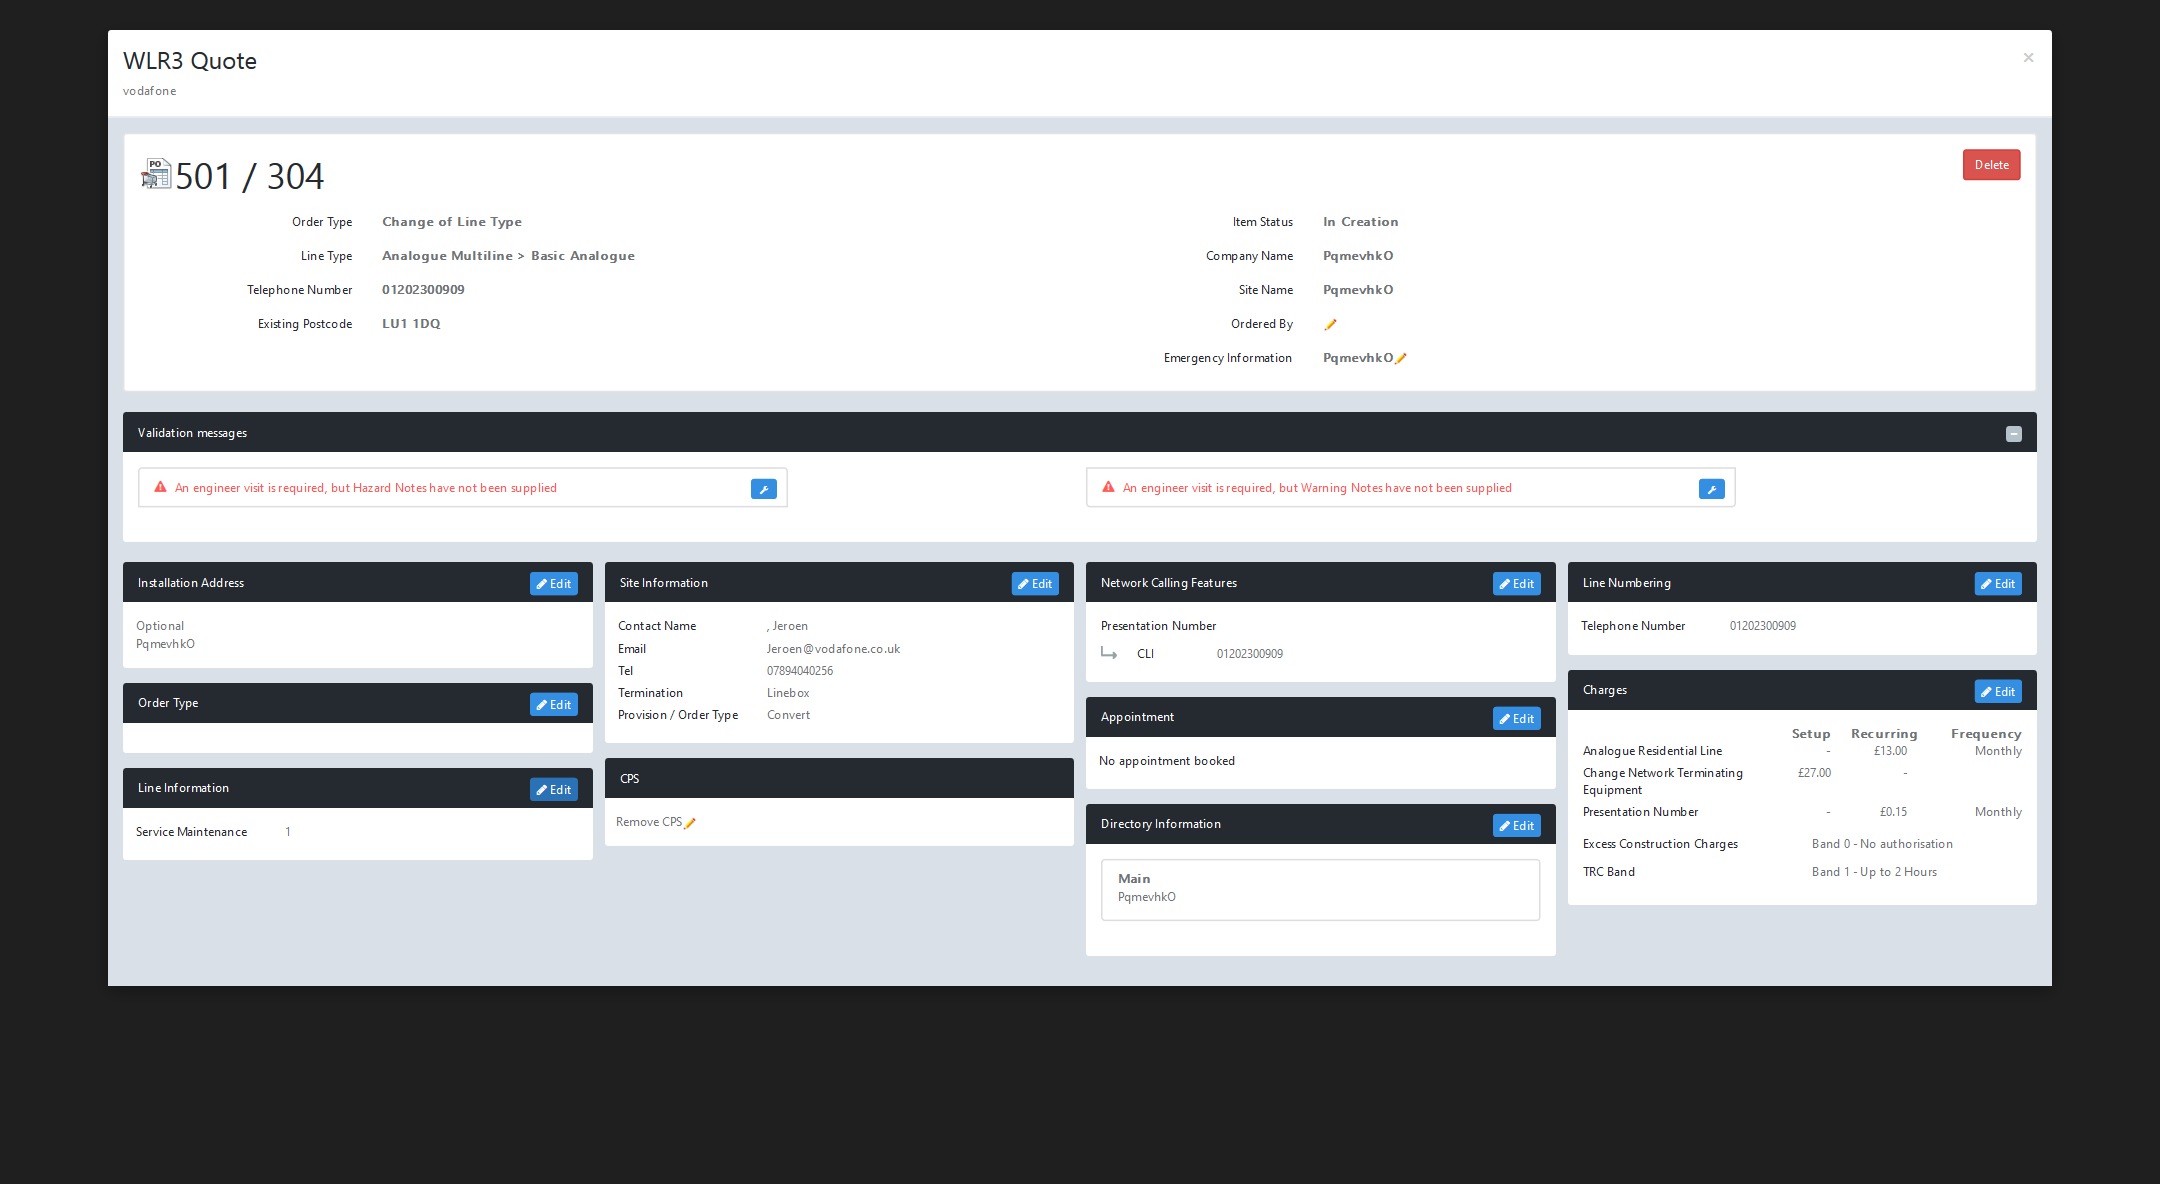 WLR3 Quote
×
vodafone
PO
501 / 304
Delete
Order Type Change of Line Type
Line Type Analogue Multiline > Basic Analogue
Telephone Number 01202300909
Existing Postcode LU1 1DQ
Item Status In Creation
Company Name PqmevhkO
Site Name PqmevhkO
Ordered By
Emergency Information PqmevhkO
Validation messages
An engineer visit is required, but Hazard Notes have not been supplied
An engineer visit is required, but Warning Notes have not been supplied
Installation Address Edit
Optional
PqmevhkO
Order Type Edit
Line Information Edit
Service Maintenance 1
Site Information Edit
Contact Name , Jeroen
Email Jeroen@vodafone.co.uk
Tel 07894040256
Termination Linebox
Provision / Order Type Convert
CPS
Remove CPS
Network Calling Features Edit
Presentation Number
CLI 01202300909
Appointment Edit
No appointment booked
Directory Information Edit
Main
PqmevhkO
Line Numbering Edit
Telephone Number 01202300909
Charges Edit
Setup Recurring Frequency
Analogue Residential Line - £13.00 Monthly
Change Network Terminating £27.00 -
Equipment
Presentation Number - £0.15 Monthly
Excess Construction Charges Band 0 - No authorisation
TRC Band Band 1 - Up to 2 Hours